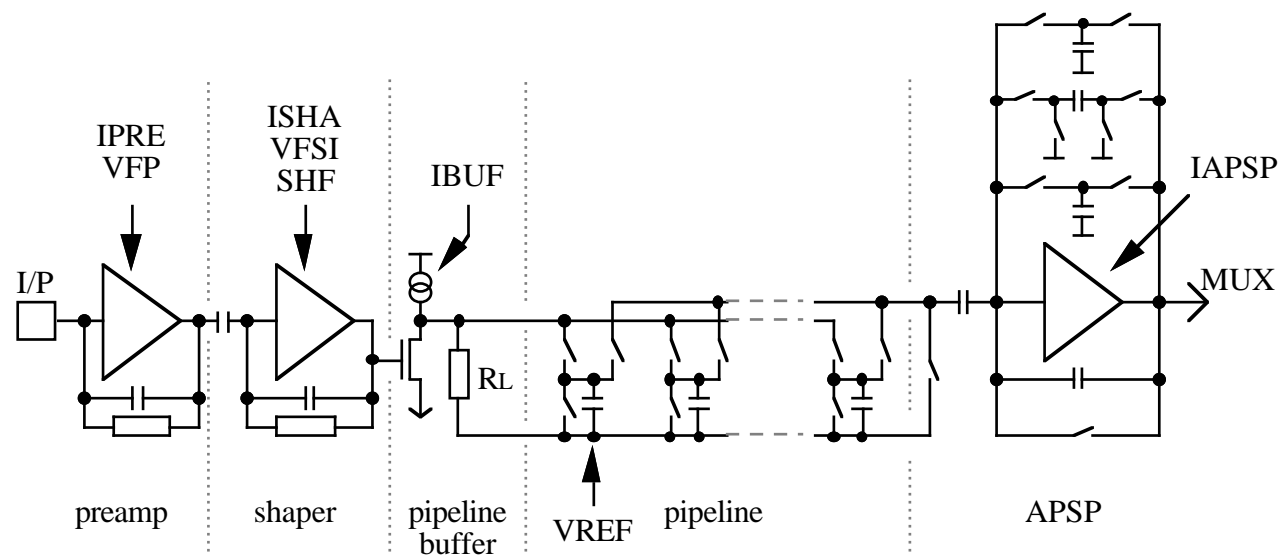 IPRE
VFP
ISHA
VFSI
SHF
IBUF
IAPSP
I/P
MUX
RL
VREF
preamp
shaper
pipeline
buffer
pipeline
APSP